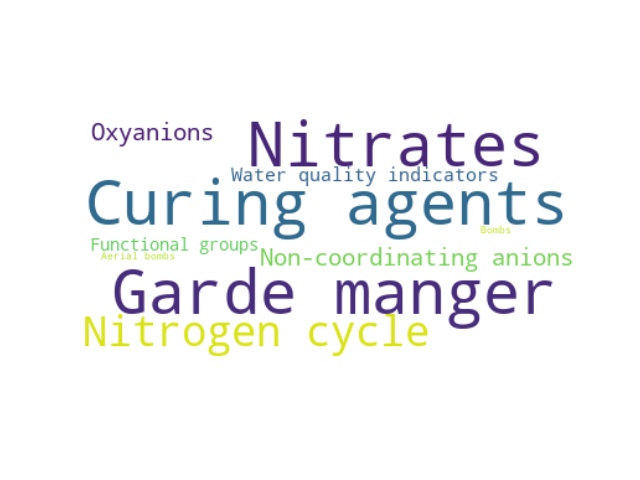 Oxyanions
Nitrates
Water quality indicators
Curing agents
Bombs
Functional groups
Aerial bombs
Non-coordinating anions
Garde manger
Nitrogen cycle